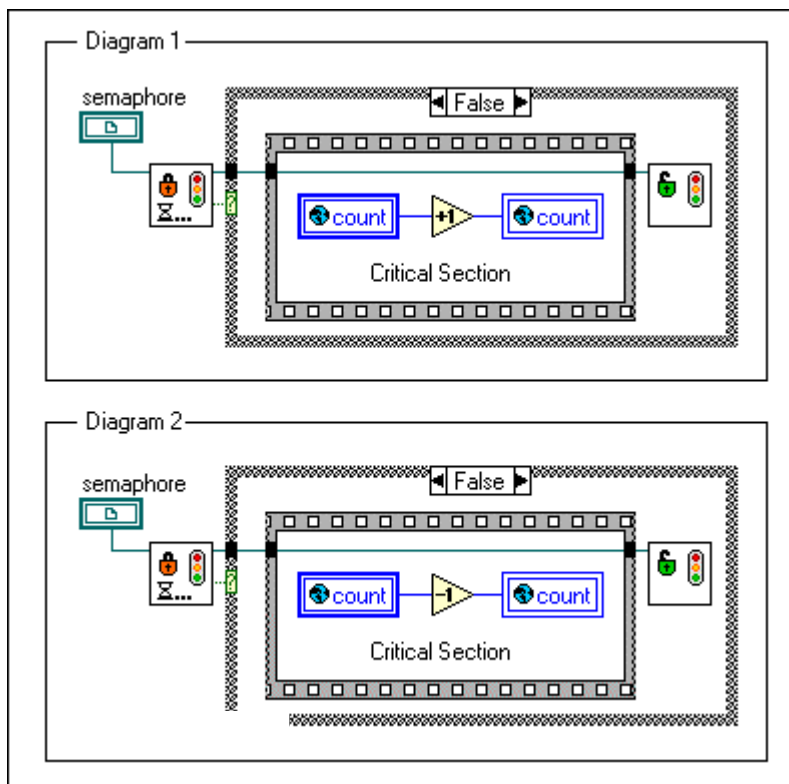 Diagram 1
semaphore
False
?
count +1 count
Critical Section
Diagram 2
semaphore
False
?
count -1 count
Critical Section